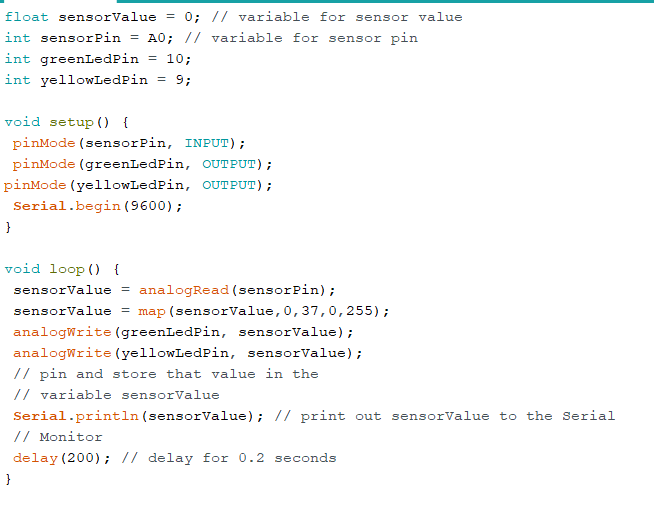 float sensorValue = 0; // variable for sensor value
int sensorPin = A0; // variable for sensor pin
int greenLedPin = 10;
int yellowLedPin = 9;
void setup() {
pinMode(sensorPin, INPUT);
pinMode(greenLedPin, OUTPUT);
pinMode(yellowLedPin, OUTPUT);
Serial.begin(9600);
}
void loop() {
sensorValue = analogRead(sensorPin);
sensorValue = map(sensorValue,0,37,0,255);
analogWrite(greenLedPin, sensorValue);
analogWrite(yellowLedPin, sensorValue);
// pin and store that value in the
// variable sensorValue
Serial.println(sensorValue); // print out sensorValue to the Serial
// Monitor
delay(200); // delay for 0.2 seconds
}